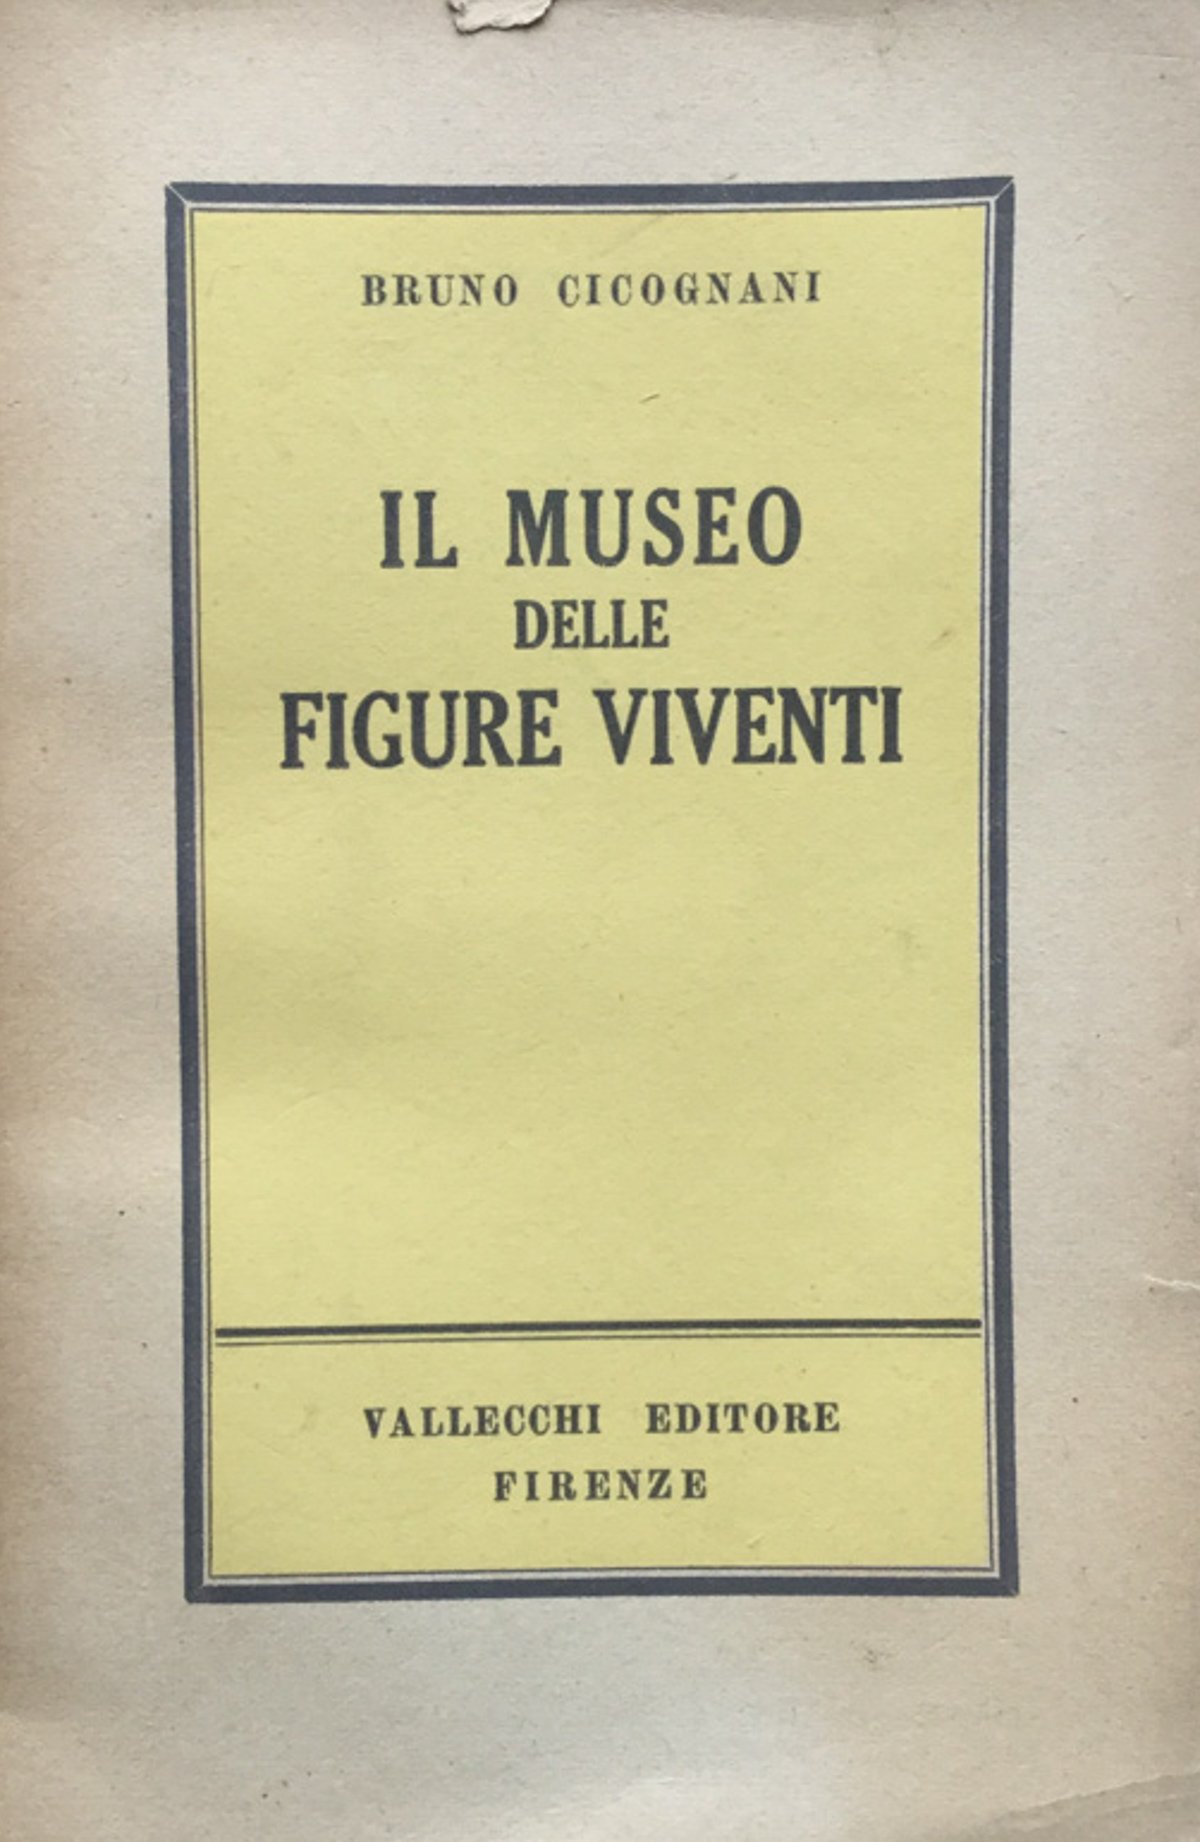 BRUNO CICOGNANI
IL MUSEO
DELLE
FIGURE VIVENTI
VALLECCHI EDITORE
FIRENZE